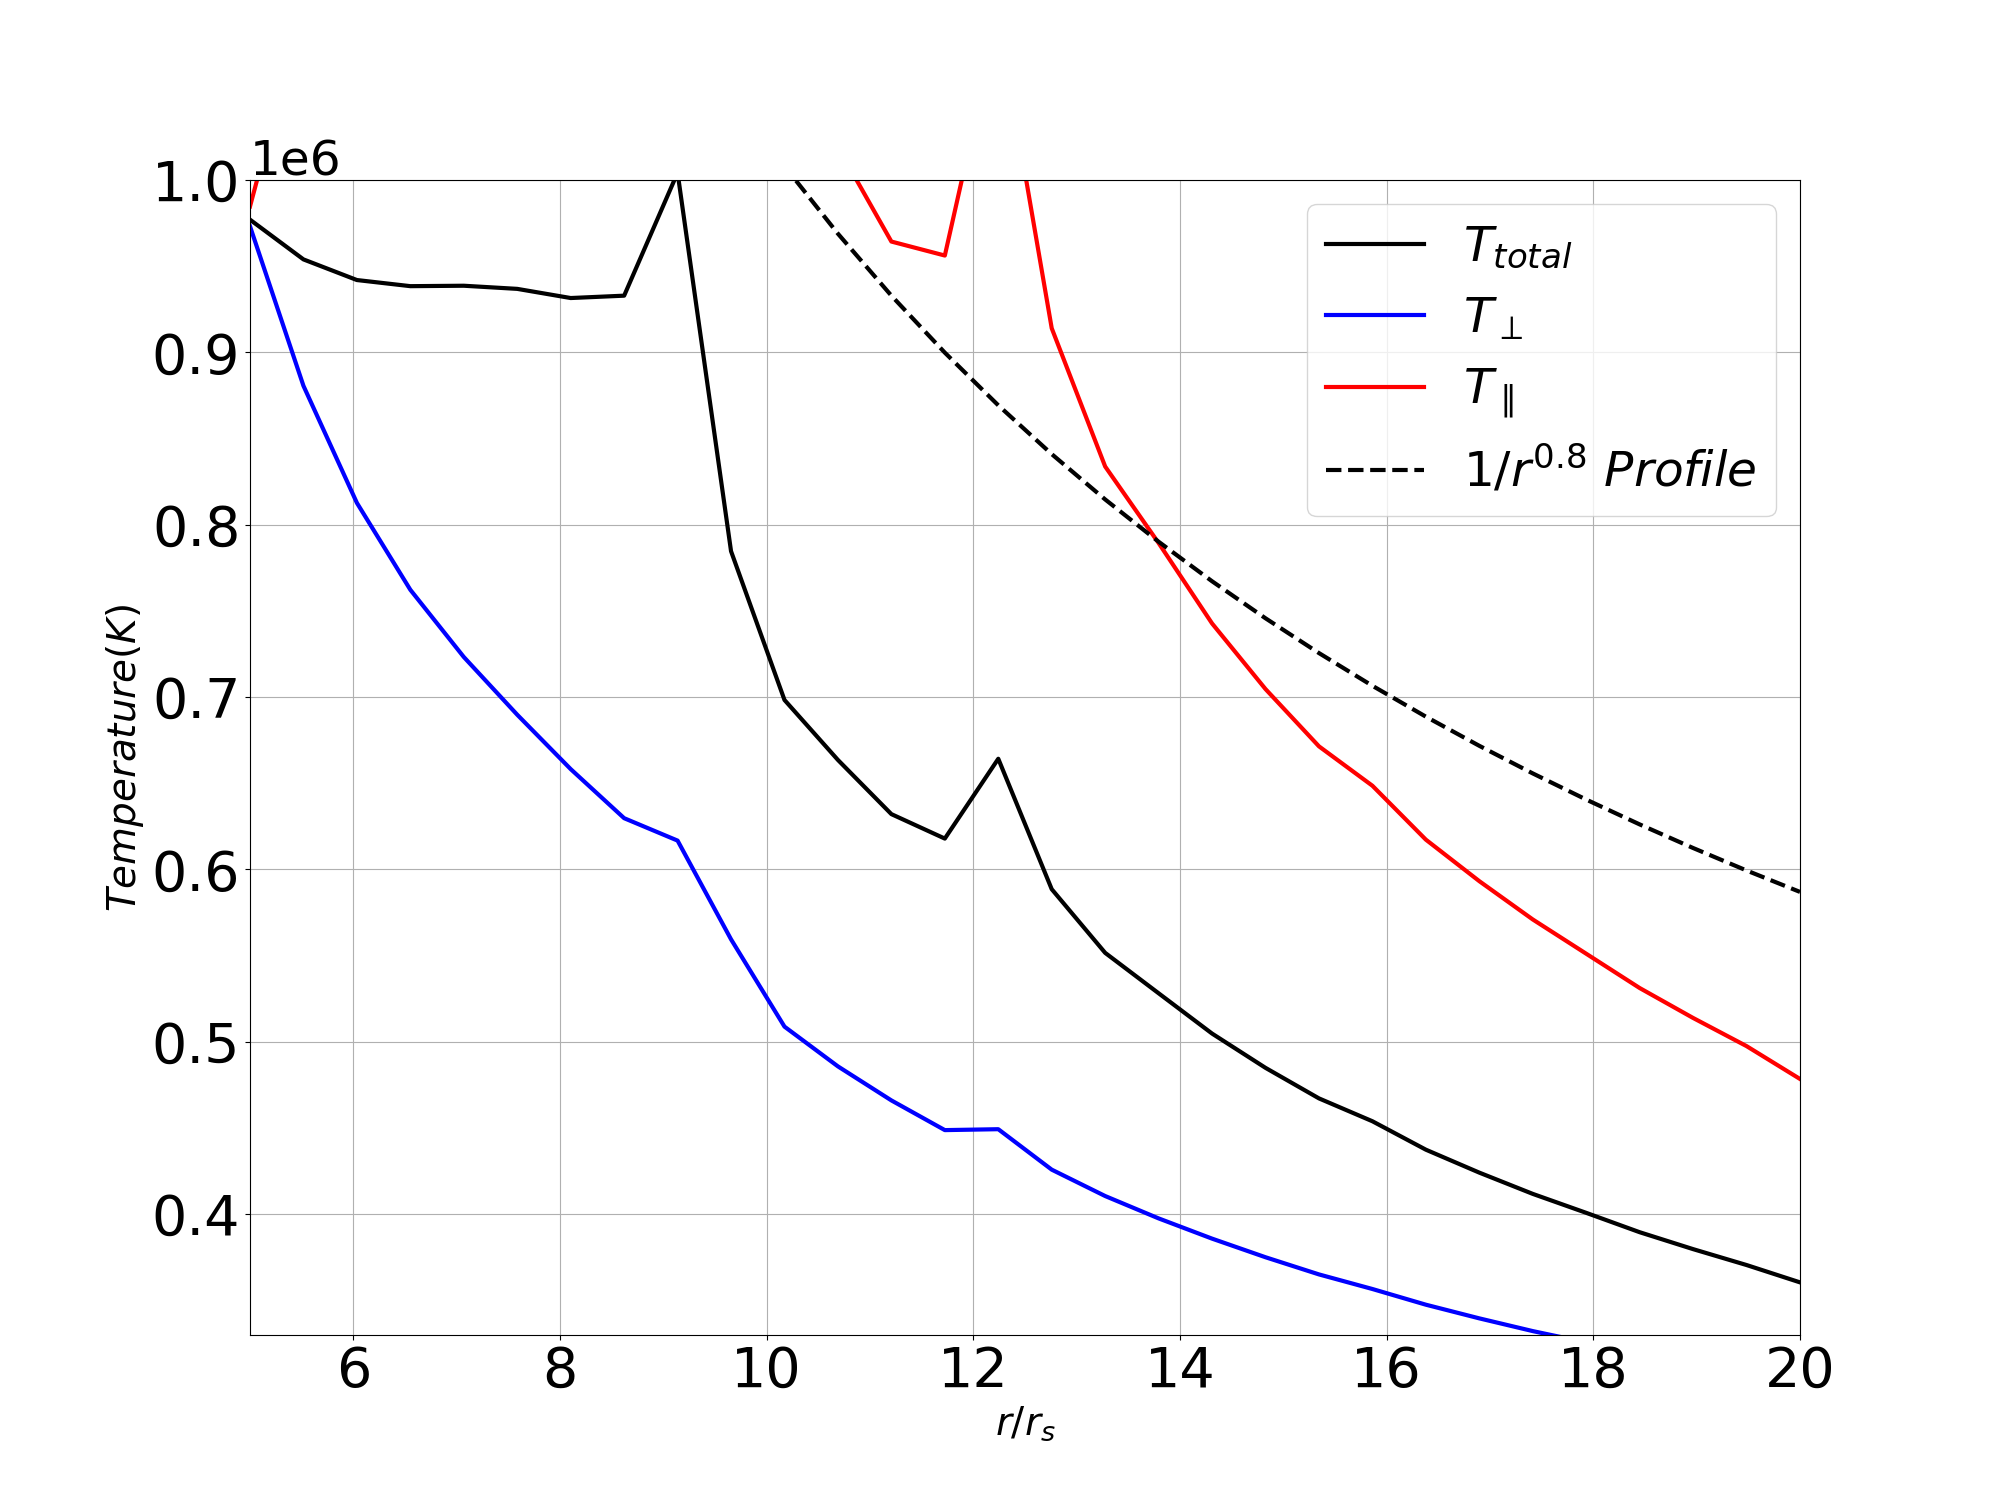 1e6
1.0
0.9
0.8
0.7
0.6
0.5
0.4
Temperature(K)
6 8 10 12 14 16 18 20
r/r_s
T_total
T_⊥
T_∥
1/r^0.8 Profile